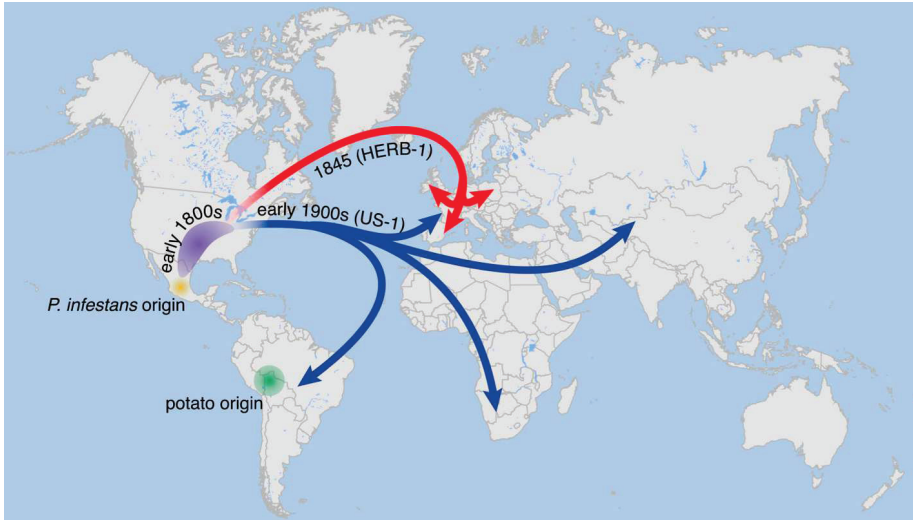 1845 (HERB-1)
early 1800s
early 1900s (US-1)
P. infestans origin
potato origin